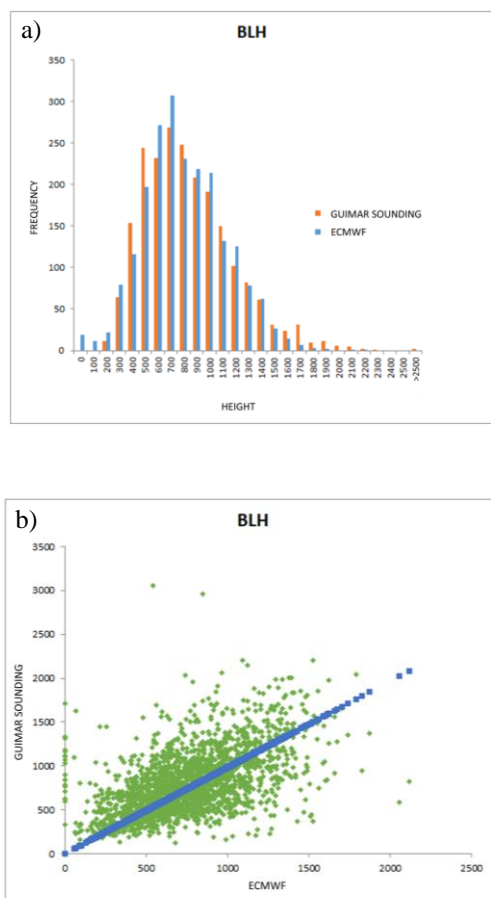 a)
BLH
350
300
250
200
150
100
50
0
FREQUENCY
GUIMAR SOUNDING
ECMWF
0 100 200 300 400 500 600 700 800 900 1000 1100 1200 1300 1400 1500 1600 1700 1800 1900 2000 2100 2200 2300 2400 2500 >2500
HEIGHT
b)
BLH
3500
3000
2500
2000
1500
1000
500
0
GUIMAR SOUNDING
0 500 1000 1500 2000 2500
ECMWF